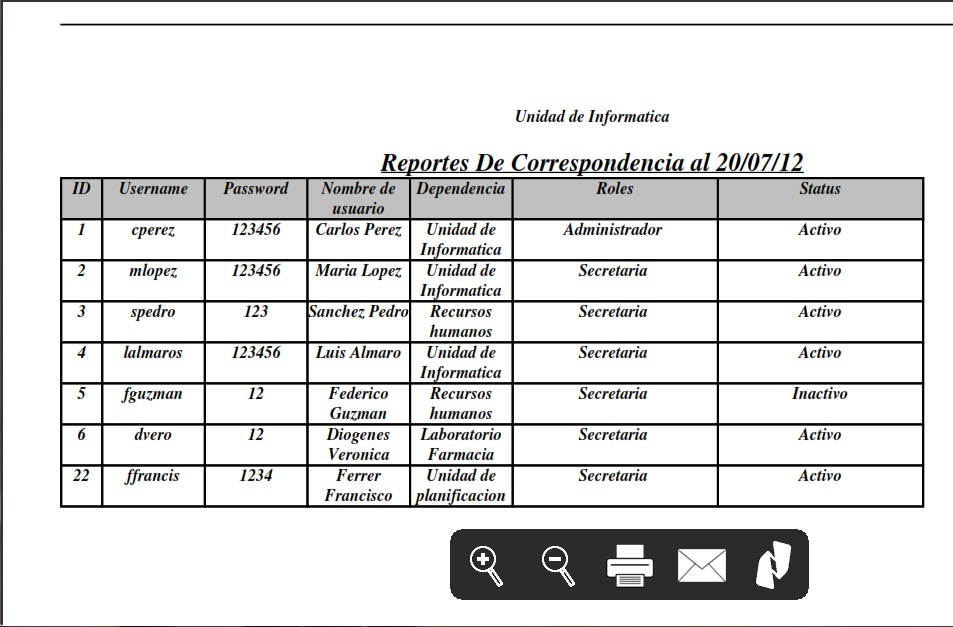 Unidad de Informatica
Reportes De Correspondencia al 20/07/12
ID Username Password Nombre de usuario Dependencia Roles Status
1 cperez 123456 Carlos Perez Unidad de Informatica Administrador Activo
2 mlopez 123456 Maria Lopez Unidad de Informatica Secretaria Activo
3 spedro 123 Sanchez Pedro Recursos humanos Secretaria Activo
4 lalmaros 123456 Luis Almaro Unidad de Informatica Secretaria Activo
5 fguzman 12 Federico Guzman Recursos humanos Secretaria Inactivo
6 dvero 12 Diogenes Veronica Laboratorio Farmacia Secretaria Activo
22 ffrancis 1234 Ferrer Francisco Unidad de planificacion Secretaria Activo